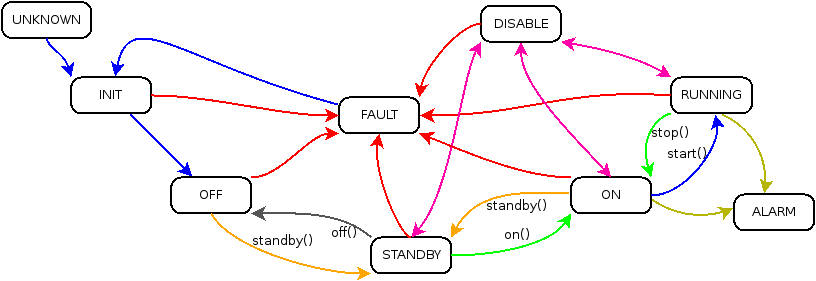 UNKNOWN
DISABLE
INIT
RUNNING
FAULT
stop()
start()
OFF
ON
standby()
ALARM
off()
on()
standby()
STANDBY